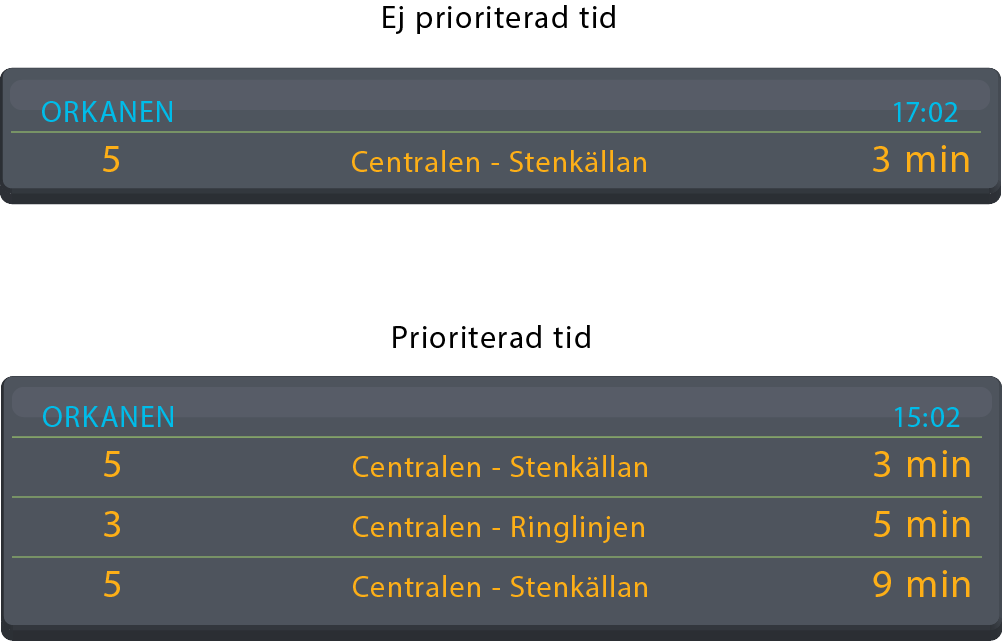 Ej prioriterad tid
ORKANEN 17:02
5 Centralen - Stenkällan 3 min
Prioriterad tid
ORKANEN 15:02
5 Centralen - Stenkällan 3 min
3 Centralen - Ringlinjen 5 min
5 Centralen - Stenkällan 9 min